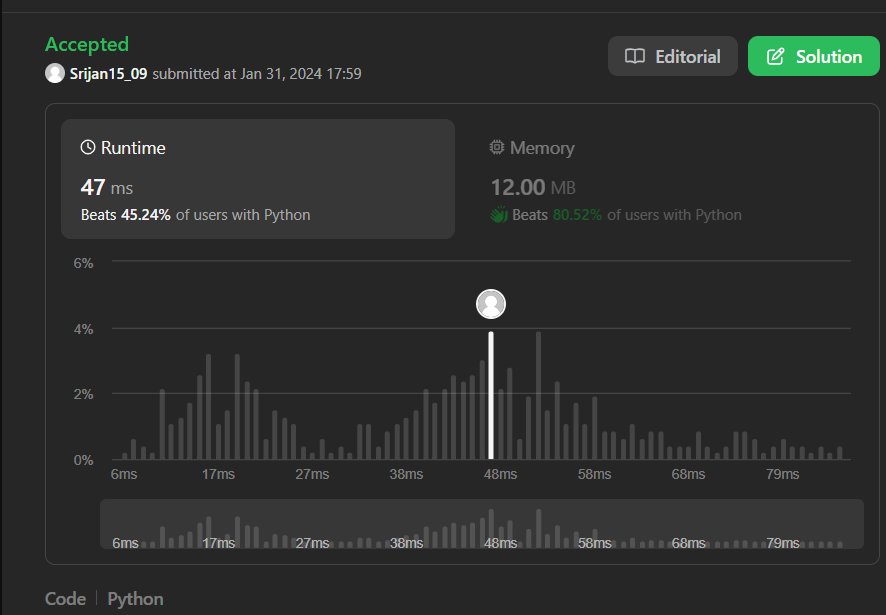 Accepted
Srijan15_09 submitted at Jan 31, 2024 17:59
Editorial
Solution
Runtime
47 ms
Beats 45.24% of users with Python
Memory
12.00 MB
Beats 80.52% of users with Python
6%
4%
2%
0%
6ms 17ms 27ms 38ms 48ms 58ms 68ms 79ms
6ms 17ms 27ms 38ms 48ms 58ms 68ms 79ms
Code | Python